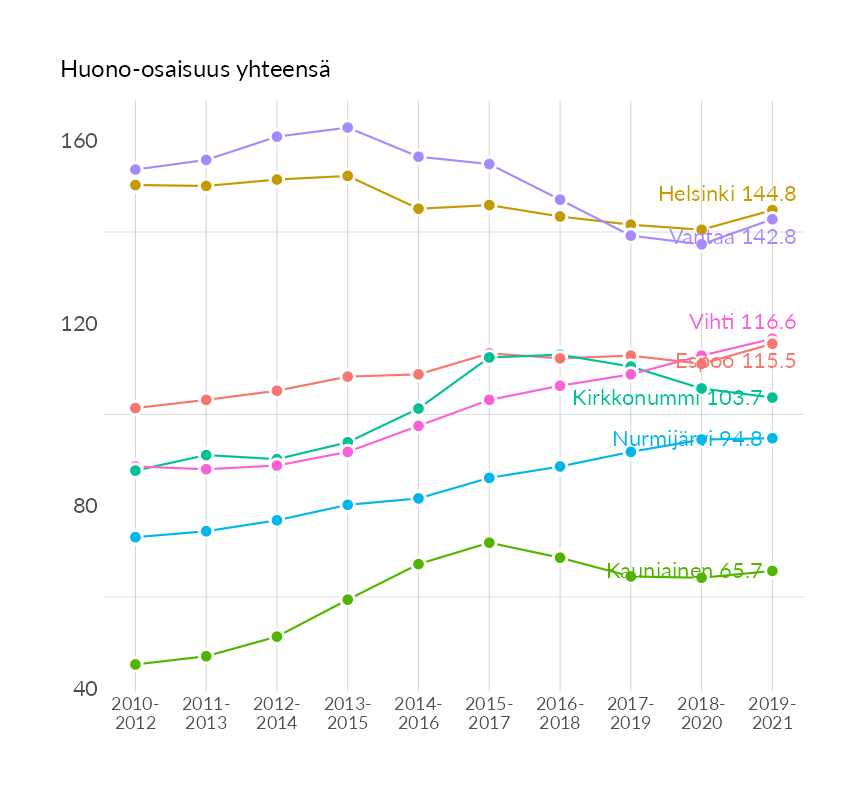 Huono-osaisuus yhteensä
160
120
80
40
Helsinki 144.8
Vantaa 142.8
Vihti 116.6
Espoo 115.5
Kirkkonummi 103.7
Nurmijärvi 94.8
Kauniainen 65.7
2010- 2011- 2012- 2013- 2014- 2015- 2016- 2017- 2018- 2019-
2012 2013 2014 2015 2016 2017 2018 2019 2020 2021